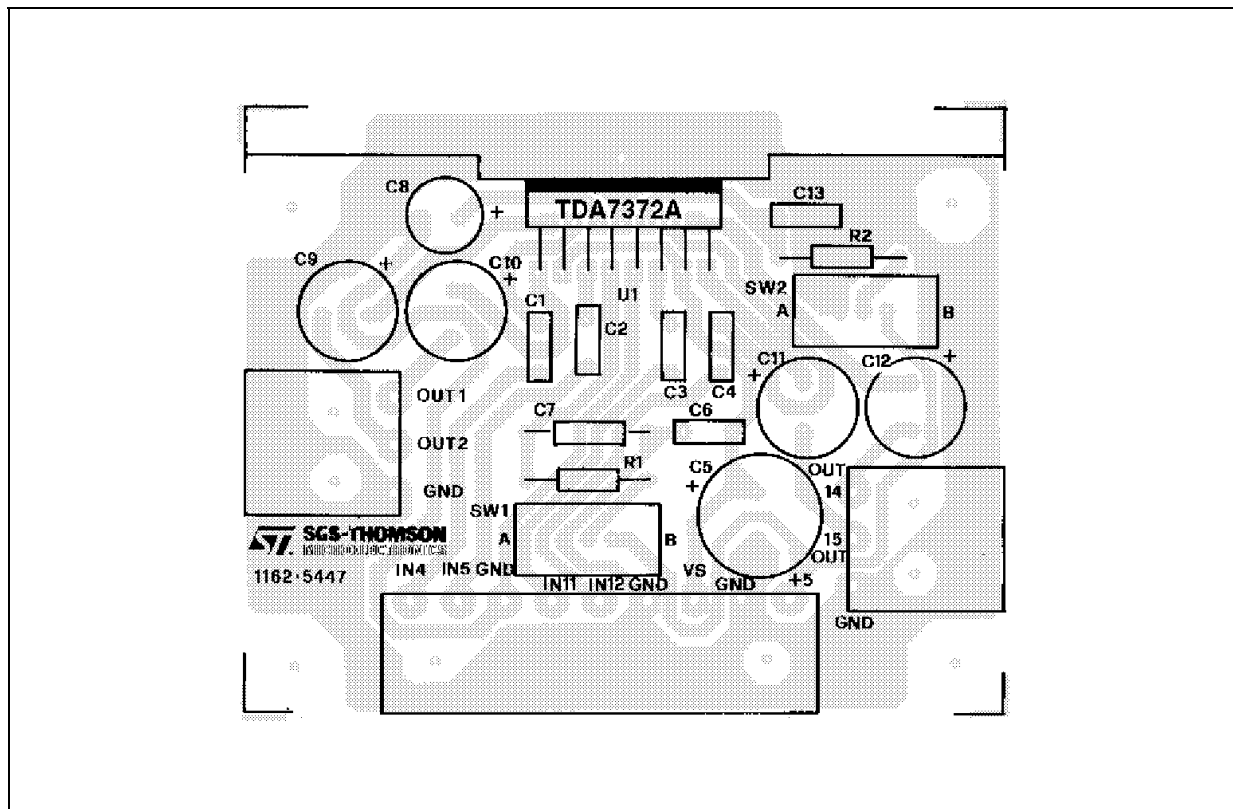 C8
+
TDA7372A
C13
R2
C9
+
C10
+
SW2
A
B
C1
U1
C2
C3
C4
C11
+
C12
+
OUT1
OUT2
GND
C7
C6
R1
C5
+
OUT
14
15
OUT
SGS-THOMSON
MICROELECTRONICS
1162·5447
SW1
A
B
IN4
IN5
GND
IN11
IN12
GND
VS
GND
+5
GND